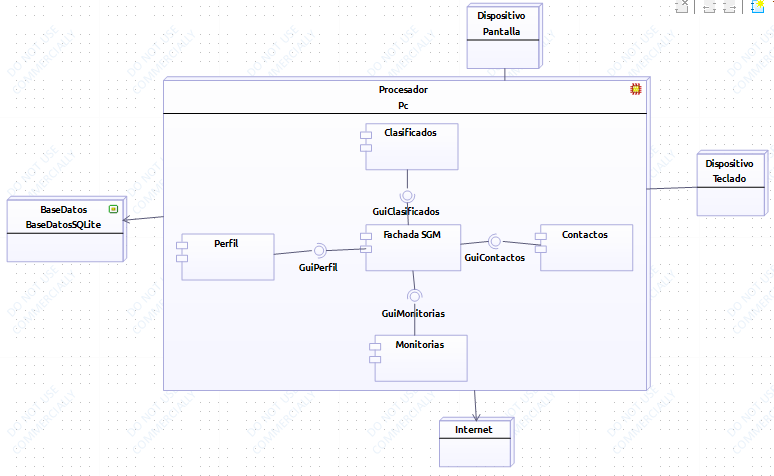 Dispositivo
Pantalla
Procesador
Pc
Clasificados
GuiClasificados
Dispositivo
Teclado
BaseDatos
BaseDatosSQLite
Perfil
GuiPerfil
Fachada SGM
GuiContactos
Contactos
GuiMonitorias
Monitorias
Internet
DO NOT USE
COMMERCIALLY